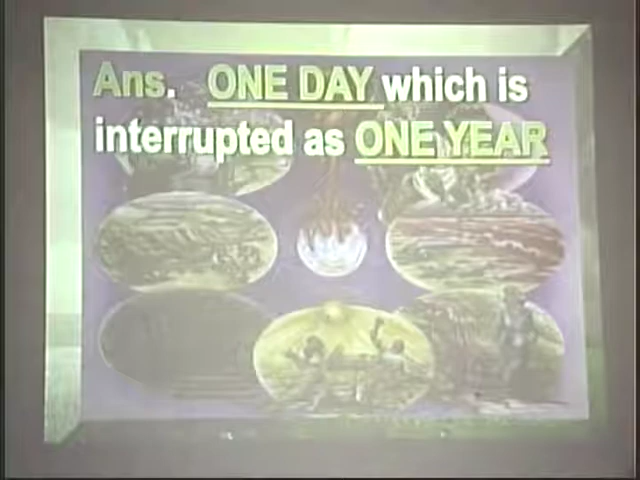 Ans. ONE DAY which is
interrupted as ONE YEAR